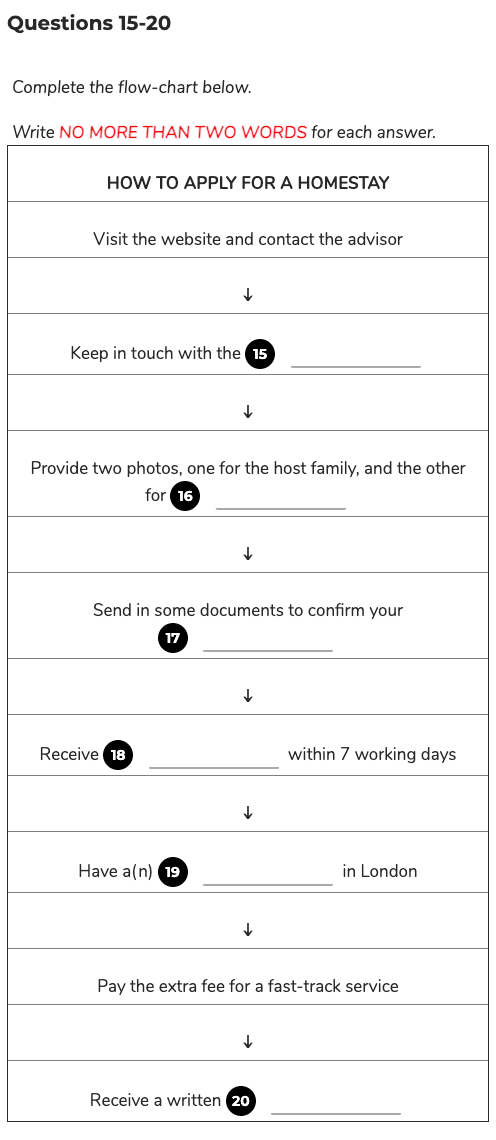 Questions 15-20
Complete the flow-chart below.
Write NO MORE THAN TWO WORDS for each answer.
HOW TO APPLY FOR A HOMESTAY
Visit the website and contact the advisor
↓
Keep in touch with the 15 ____________
↓
Provide two photos, one for the host family, and the other
for 16 ____________
↓
Send in some documents to confirm your
17 ____________
↓
Receive 18 ____________ within 7 working days
↓
Have a(n) 19 ____________ in London
↓
Pay the extra fee for a fast-track service
↓
Receive a written 20 ____________